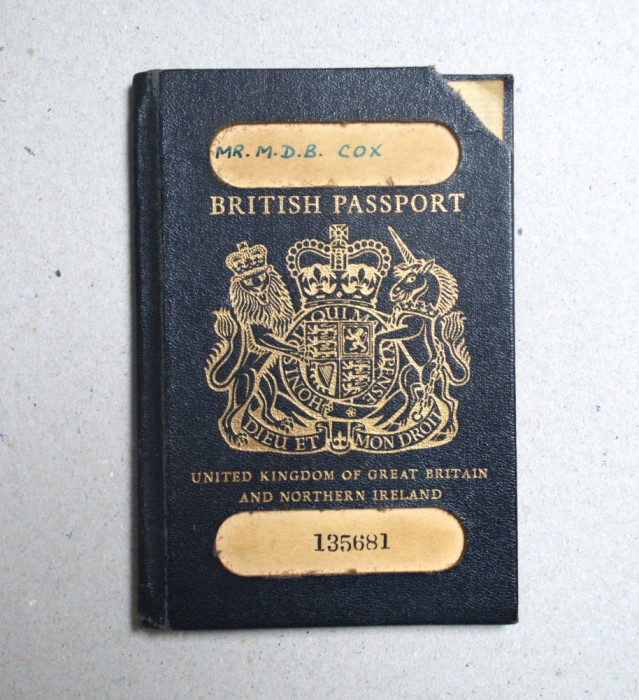 MR. M.D.B. COX
BRITISH PASSPORT
HONI
QUI MAL
PENSE
DIEU ET MON DROIT
UNITED KINGDOM OF GREAT BRITAIN
AND NORTHERN IRELAND
135681